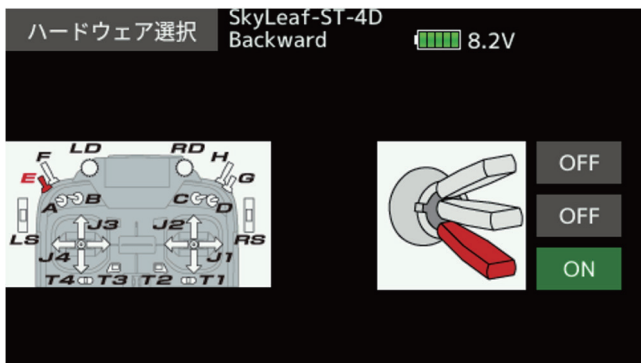 ハードウェア選択
SkyLeaf-ST-4D
Backward
8.2V
LD RD
F H
E G
A B C D
J3 J2
LS RS
J4 J1
T4 T3 T2 T1
OFF
OFF
ON